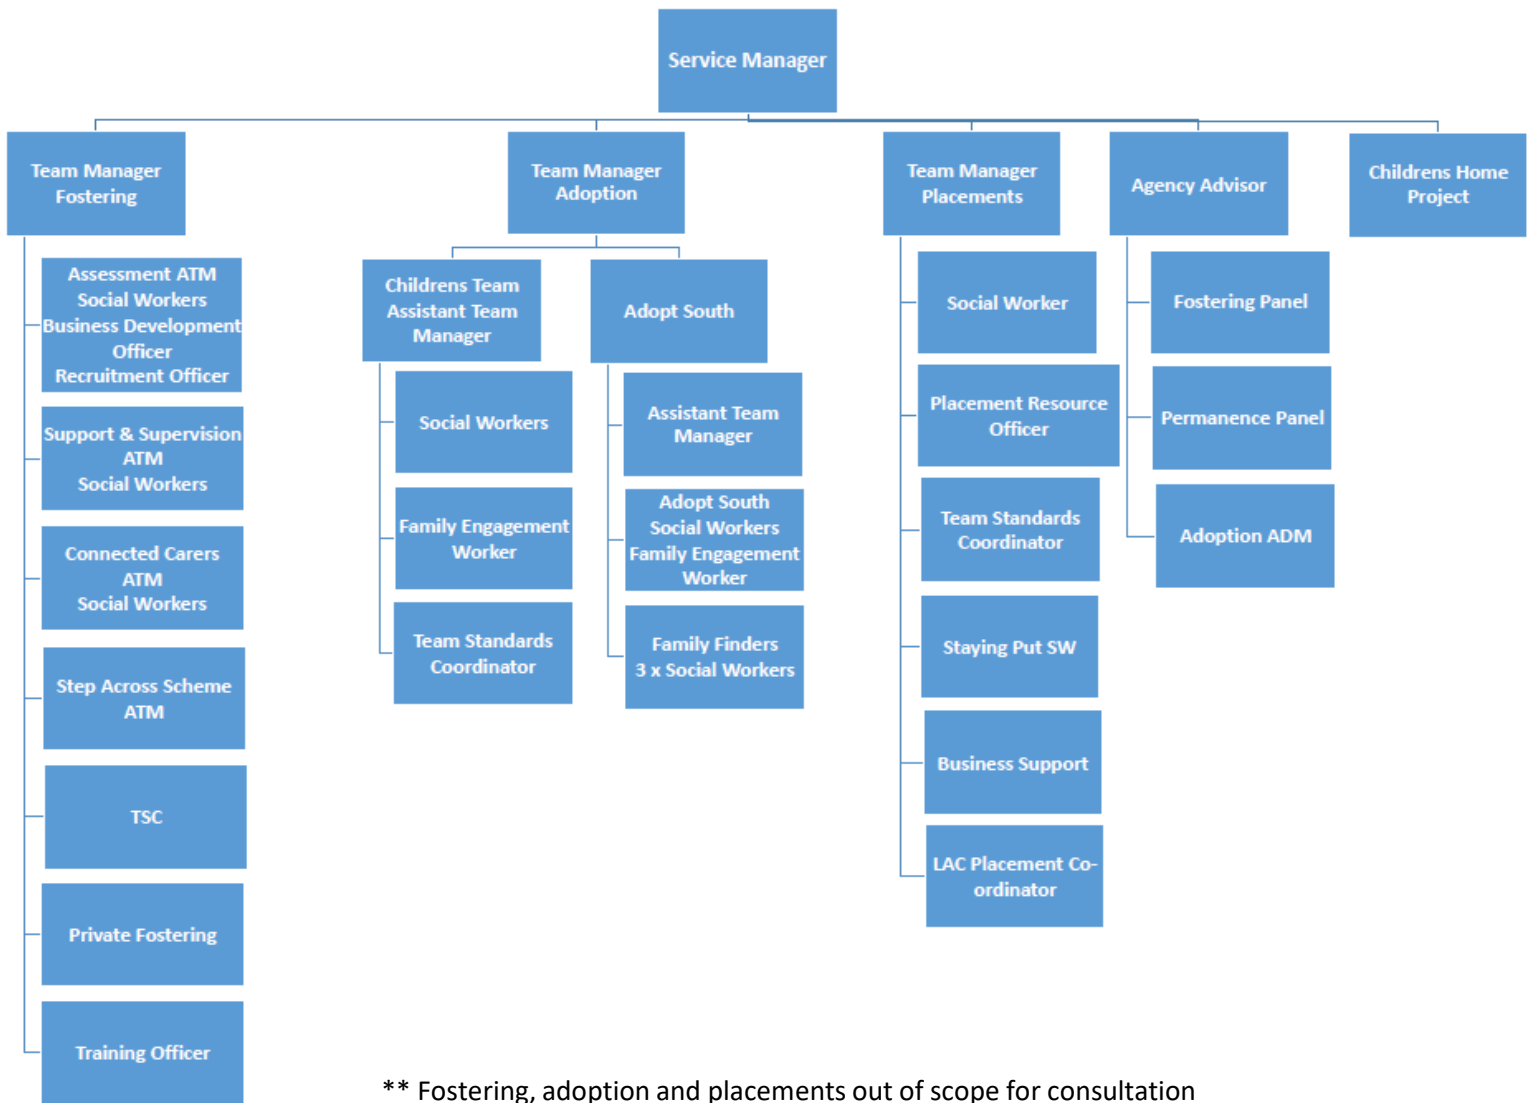 Service Manager
Team Manager
Fostering
Team Manager
Adoption
Team Manager
Placements
Agency Advisor
Childrens Home
Project
Assessment ATM
Social Workers
Business Development
Officer
Recruitment Officer
Support & Supervision
ATM
Social Workers
Connected Carers
ATM
Social Workers
Step Across Scheme
ATM
TSC
Private Fostering
Training Officer
Childrens Team
Assistant Team
Manager
Social Workers
Family Engagement
Worker
Team Standards
Coordinator
Adopt South
Assistant Team
Manager
Adopt South
Social Workers
Family Engagement
Worker
Family Finders
3 x Social Workers
Social Worker
Placement Resource
Officer
Team Standards
Coordinator
Staying Put SW
Business Support
LAC Placement Co-
ordinator
Fostering Panel
Permanence Panel
Adoption ADM
** Fostering, adoption and placements out of scope for consultation